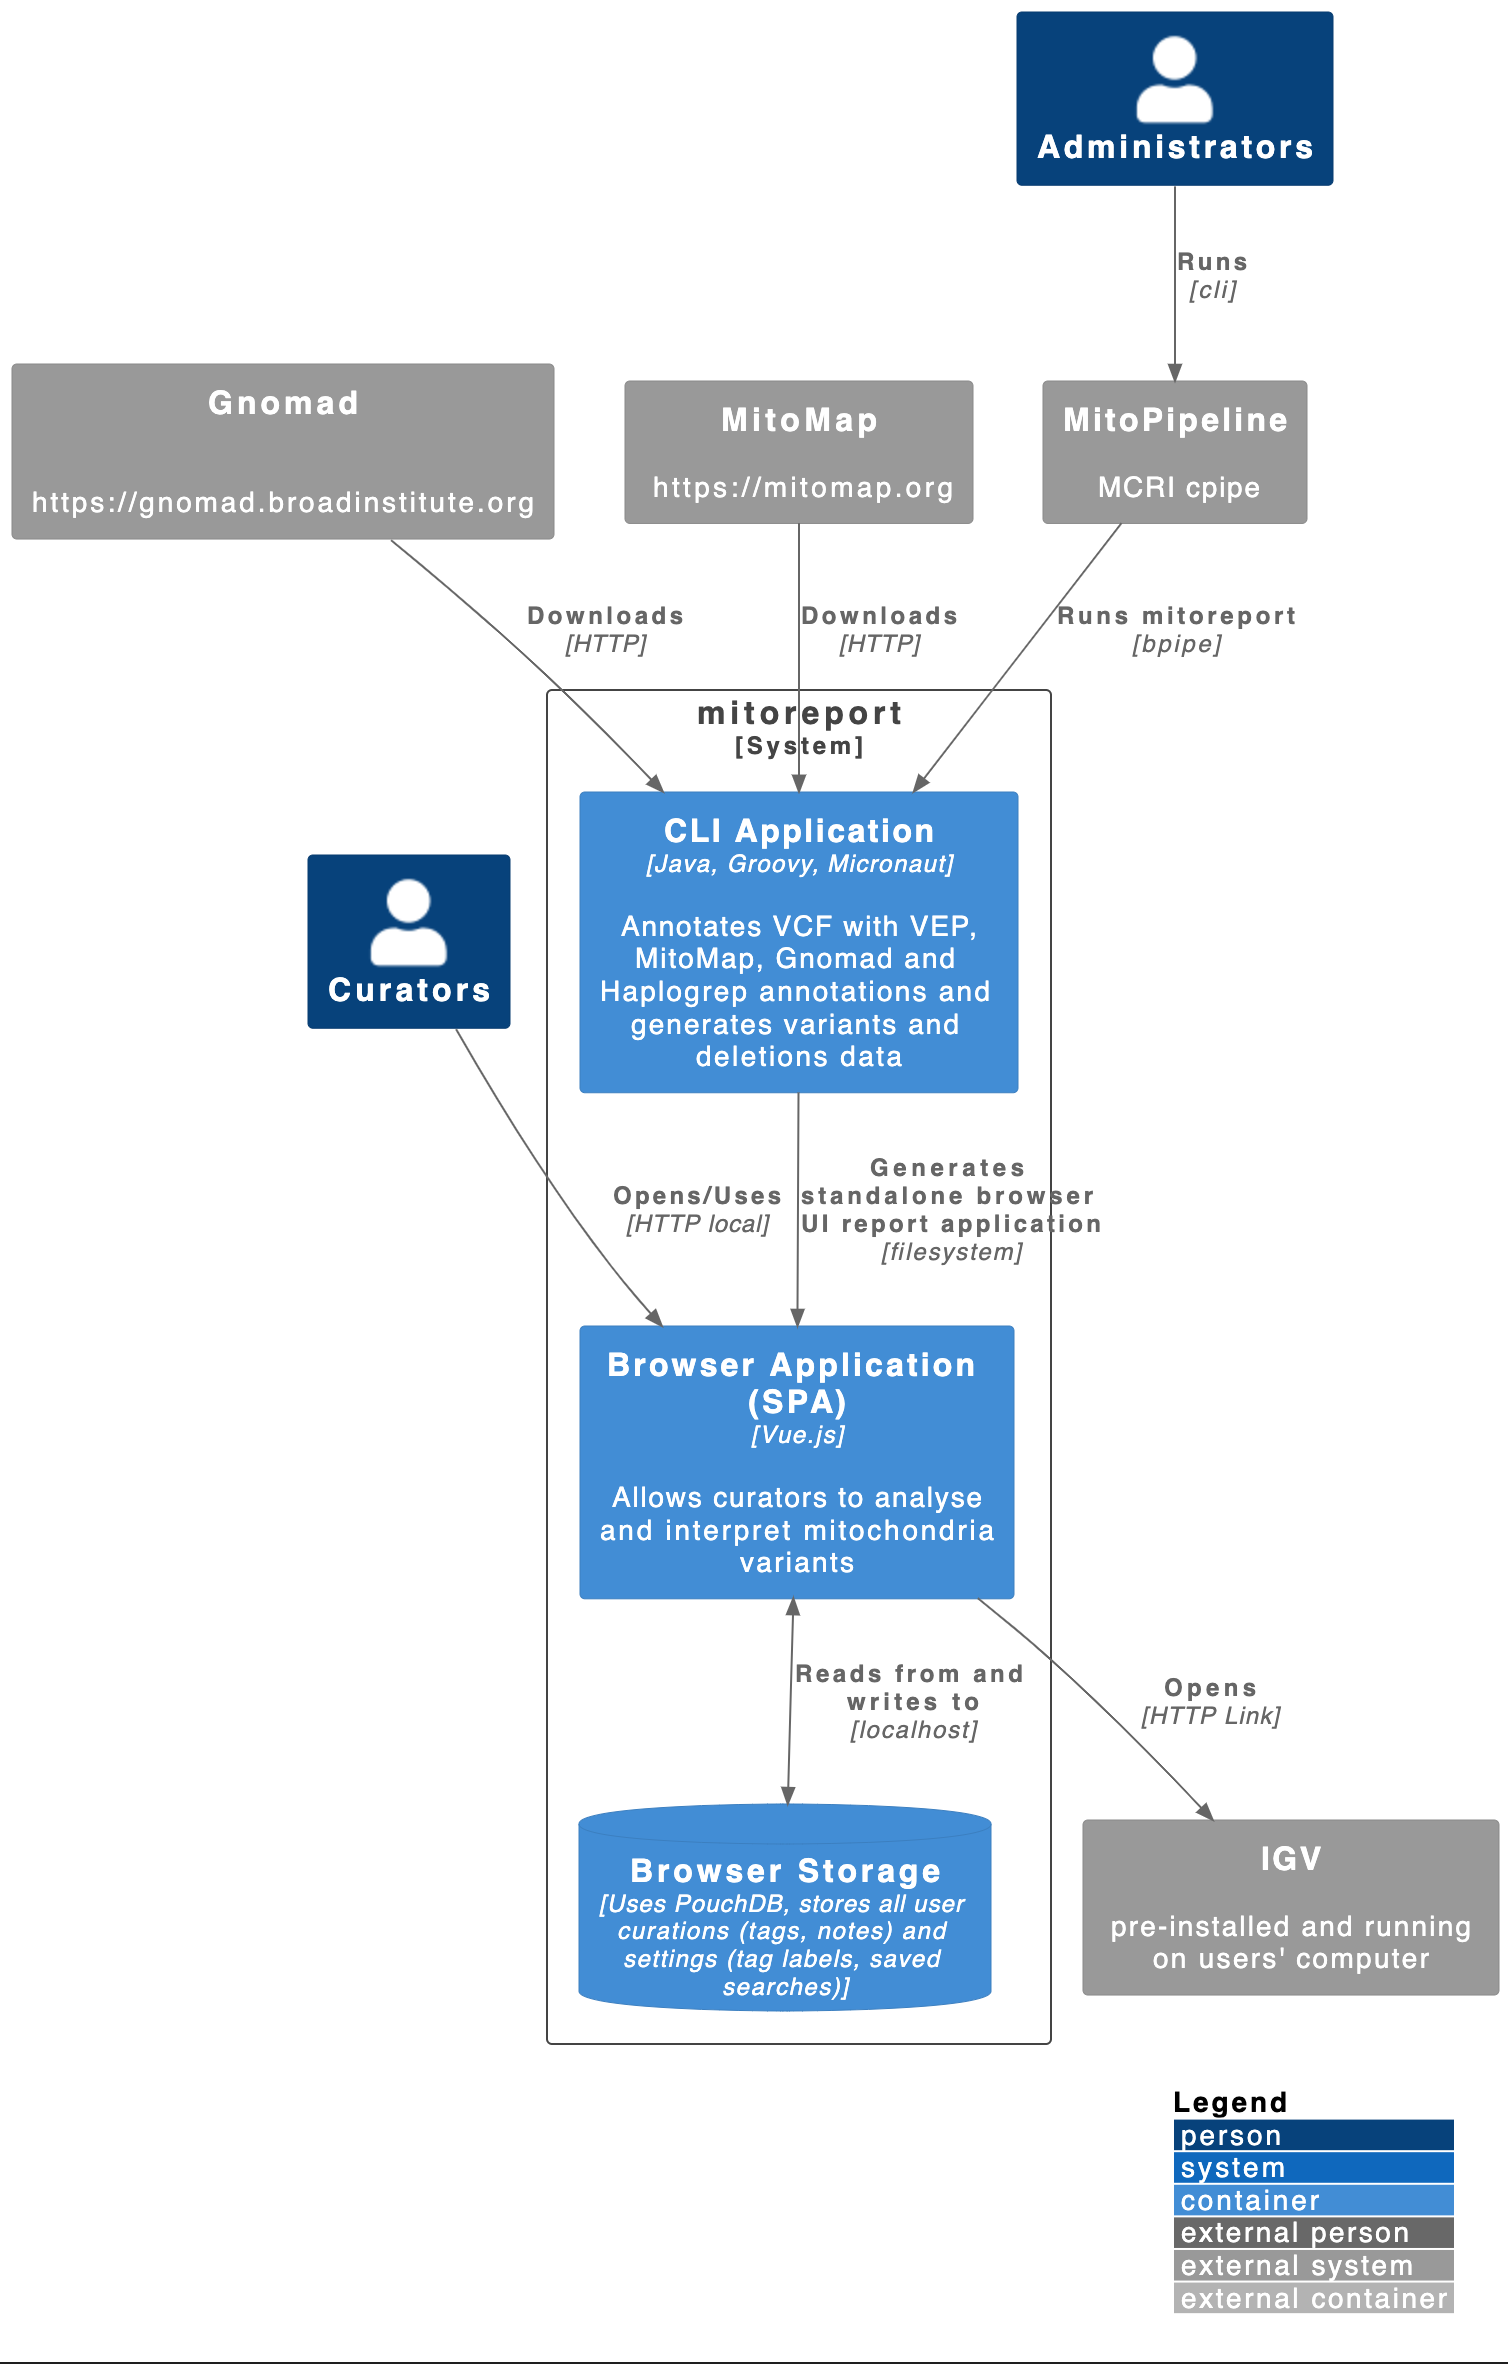 Administrators
Runs
[cli]
Gnomad
https://gnomad.broadinstitute.org
MitoMap
https://mitomap.org
MitoPipeline
MCRI cpipe
Downloads
[HTTP]
Downloads
[HTTP]
Runs mitoreport
[bpipe]
mitoreport
[System]
CLI Application
[Java, Groovy, Micronaut]
Annotates VCF with VEP,
MitoMap, Gnomad and
Haplogrep annotations and
generates variants and
deletions data
Curators
Opens/Uses
[HTTP local]
Generates
standalone browser
UI report application
[filesystem]
Browser Application
(SPA)
[Vue.js]
Allows curators to analyse
and interpret mitochondria
variants
Reads from and
writes to
[localhost]
Opens
[HTTP Link]
Browser Storage
[Uses PouchDB, stores all user
curations (tags, notes) and
settings (tag labels, saved
searches)]
IGV
pre-installed and running
on users' computer
Legend
person
system
container
external person
external system
external container